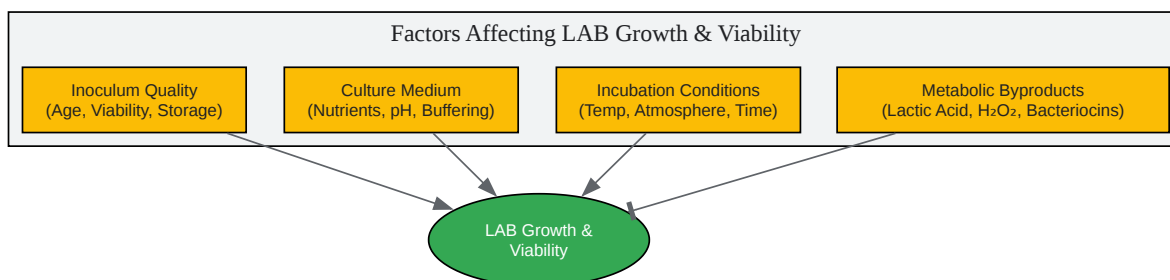 Factors Affecting LAB Growth & Viability
Inoculum Quality
(Age, Viability, Storage)
Culture Medium
(Nutrients, pH, Buffering)
Incubation Conditions
(Temp, Atmosphere, Time)
Metabolic Byproducts
(Lactic Acid, H₂O₂, Bacteriocins)
LAB Growth &
Viability